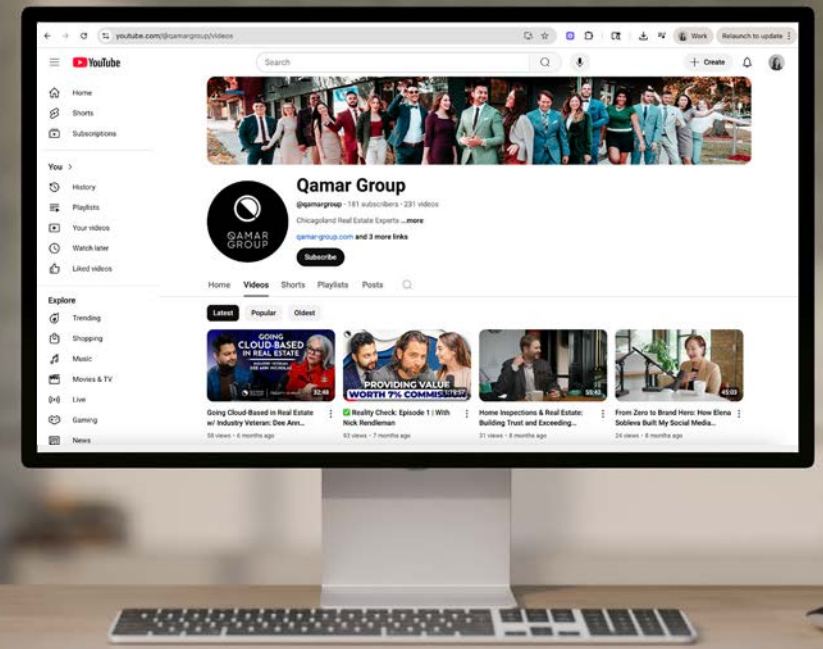 youtube.com/@qamargroup/videos
Work
Relaunch to update
YouTube
Search
Create
Home
Shorts
Subscriptions
You
History
Playlists
Your videos
Watch later
Liked videos
Explore
Trending
Shopping
Music
Movies & TV
Live
Gaming
News
QAMAR
GROUP
Qamar Group
@qamargroup · 181 subscribers · 231 videos
Chicagoland Real Estate Experts ...more
qamar-group.com and 3 more links
Subscribe
Home Videos Shorts Playlists Posts
Latest Popular Oldest
GOING
CLOUD-BASED
IN REAL ESTATE
32:48
Going Cloud-Based in Real Estate
w/ Industry Veteran: Dee Ann...
58 views · 6 months ago
PROVIDING VALUE
WORTH 7% COMMISSION
Reality Check: Episode 1 | With
Nick Rendleman
93 views · 7 months ago
55:43
Home Inspections & Real Estate:
Building Trust and Exceeding...
31 views · 8 months ago
45:03
From Zero to Brand Hero: How Elena
Sobleva Built My Social Media...
24 views · 8 months ago